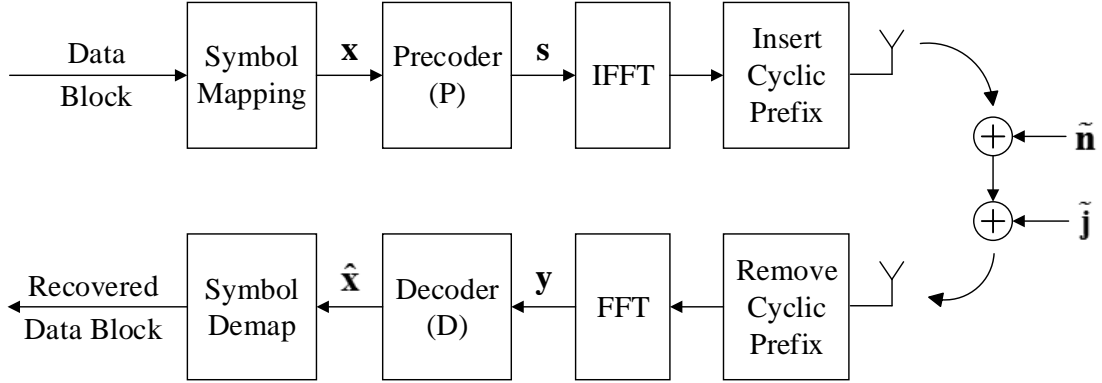 Data
Block
Symbol
Mapping
x
Precoder
(P)
s
IFFT
Insert
Cyclic
Prefix
+
ñ
+
j̃
Recovered
Data Block
Symbol
Demap
x̂
Decoder
(D)
y
FFT
Remove
Cyclic
Prefix